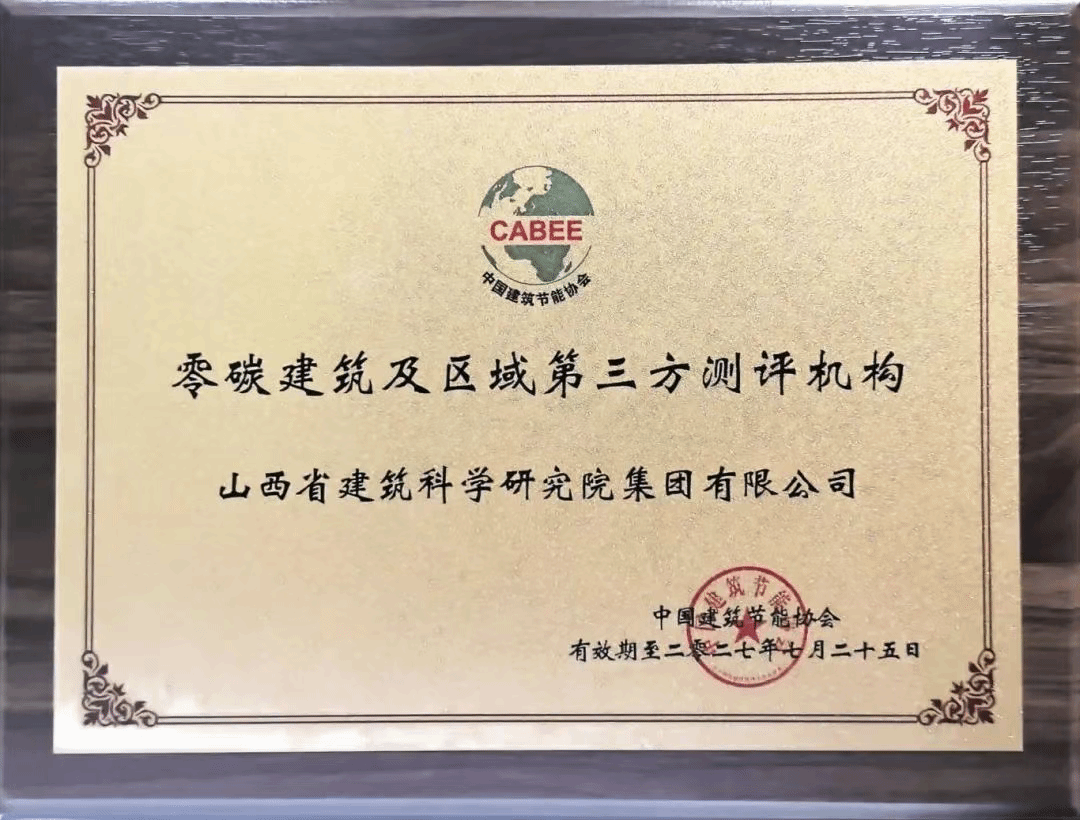 CABEE
中国建筑节能协会
零碳建筑及区域第三方测评机构
山西省建筑科学研究院集团有限公司
中国建筑节能协会
有效期至二零二七年七月二十五日